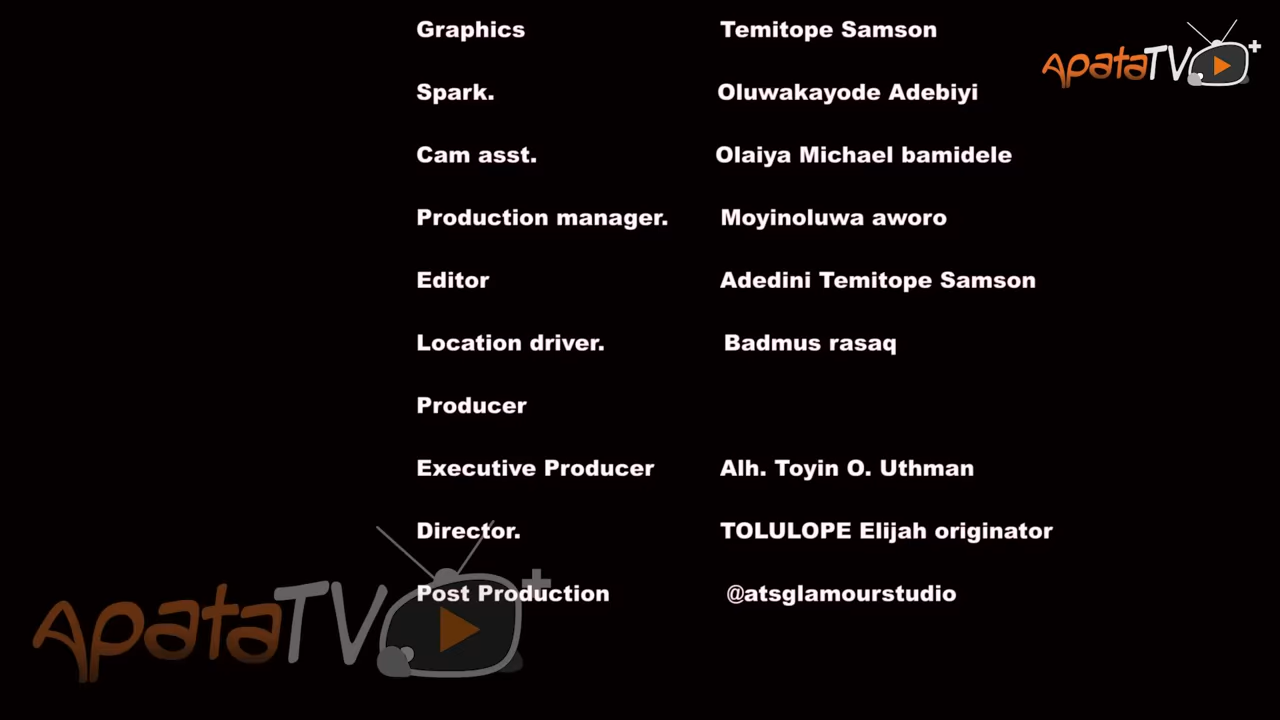 Graphics Temitope Samson
ApataTV+
Spark. Oluwakayode Adebiyi
Cam asst. Olaiya Michael bamidele
Production manager. Moyinoluwa aworo
Editor Adedini Temitope Samson
Location driver. Badmus rasaq
Producer
Executive Producer Alh. Toyin O. Uthman
Director. TOLULOPE Elijah originator
Post Production @atsglamourstudio
ApataTV+